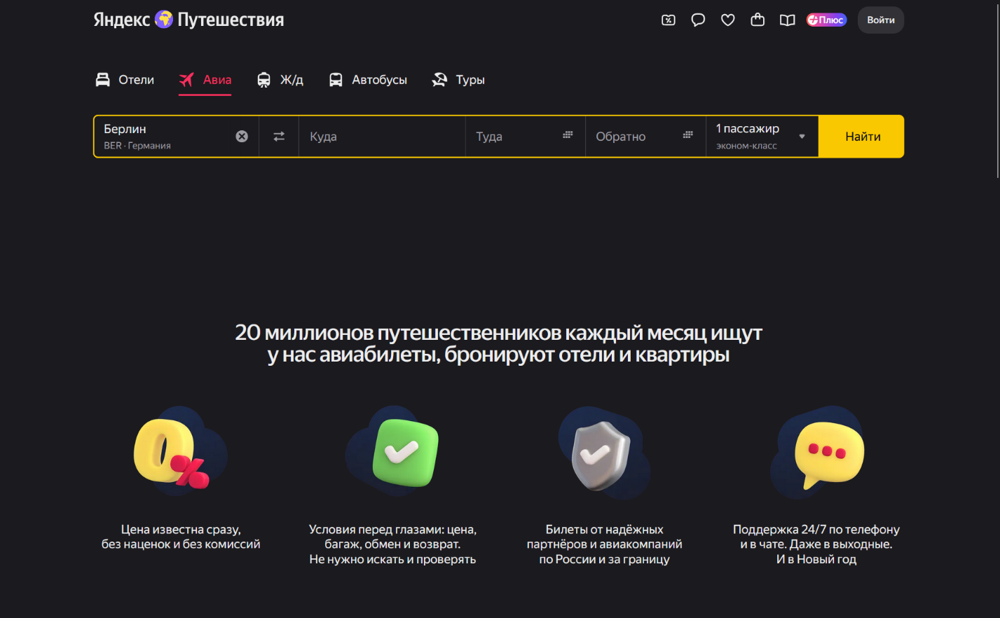 Яндекс Путешествия
Плюс
Войти
Отели
Авиа
Ж/д
Автобусы
Туры
Берлин
BER · Германия
Куда
Туда
Обратно
1 пассажир
эконом-класс
Найти
20 миллионов путешественников каждый месяц ищут
у нас авиабилеты, бронируют отели и квартиры
0%
Цена известна сразу,
без наценок и без комиссий
Условия перед глазами: цена,
багаж, обмен и возврат.
Не нужно искать и проверять
Билеты от надёжных
партнёров и авиакомпаний
по России и за границу
Поддержка 24/7 по телефону
и в чате. Даже в выходные.
И в Новый год